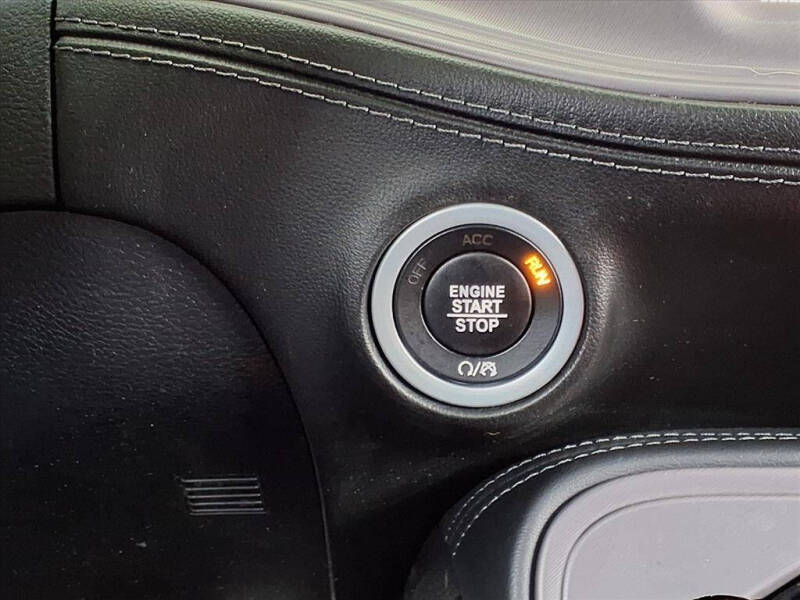 ACC
OFF
RUN
ENGINE
START
STOP